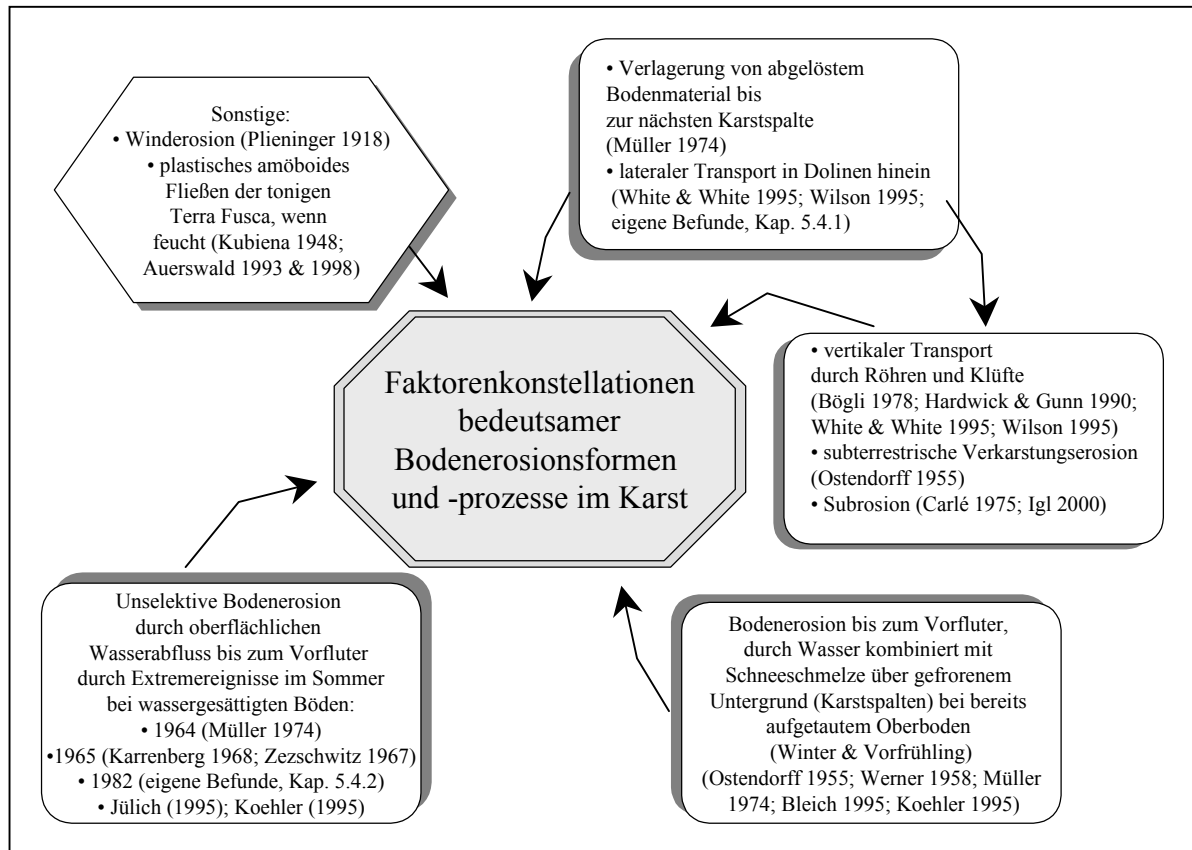 Sonstige:
• Winderosion (Plieninger 1918)
• plastisches amöboides
Fließen der tonigen
Terra Fusca, wenn
feucht (Kubiena 1948;
Auerswald 1993 & 1998)
• Verlagerung von abgelöstem
Bodenmaterial bis
zur nächsten Karstspalte
(Müller 1974)
• lateraler Transport in Dolinen hinein
(White & White 1995; Wilson 1995;
eigene Befunde, Kap. 5.4.1)
Faktorenkonstellationen
bedeutsamer
Bodenerosionsformen
und -prozesse im Karst
• vertikaler Transport
durch Röhren und Klüfte
(Bögli 1978; Hardwick & Gunn 1990;
White & White 1995; Wilson 1995)
• subterrestrische Verkarstungserosion
(Ostendorff 1955)
• Subrosion (Carlé 1975; Igl 2000)
Unselektive Bodenerosion
durch oberflächlichen
Wasserabfluss bis zum Vorfluter
durch Extremereignisse im Sommer
bei wassergesättigten Böden:
• 1964 (Müller 1974)
•1965 (Karrenberg 1968; Zezschwitz 1967)
• 1982 (eigene Befunde, Kap. 5.4.2)
• Jülich (1995); Koehler (1995)
Bodenerosion bis zum Vorfluter,
durch Wasser kombiniert mit
Schneeschmelze über gefrorenem
Untergrund (Karstspalten) bei bereits
aufgetautem Oberboden
(Winter & Vorfrühling)
(Ostendorff 1955; Werner 1958; Müller
1974; Bleich 1995; Koehler 1995)